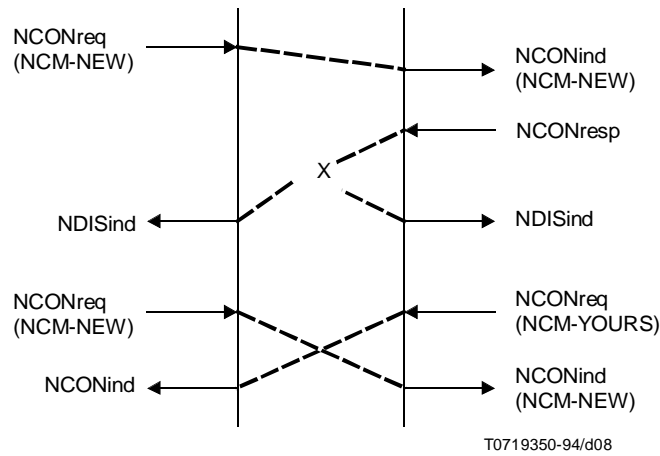 NCONreq
(NCM-NEW)
NCONind
(NCM-NEW)
NCONresp
X
NDISind
NDISind
NCONreq
(NCM-NEW)
NCONreq
(NCM-YOURS)
NCONind
NCONind
(NCM-NEW)
T0719350-94/d08